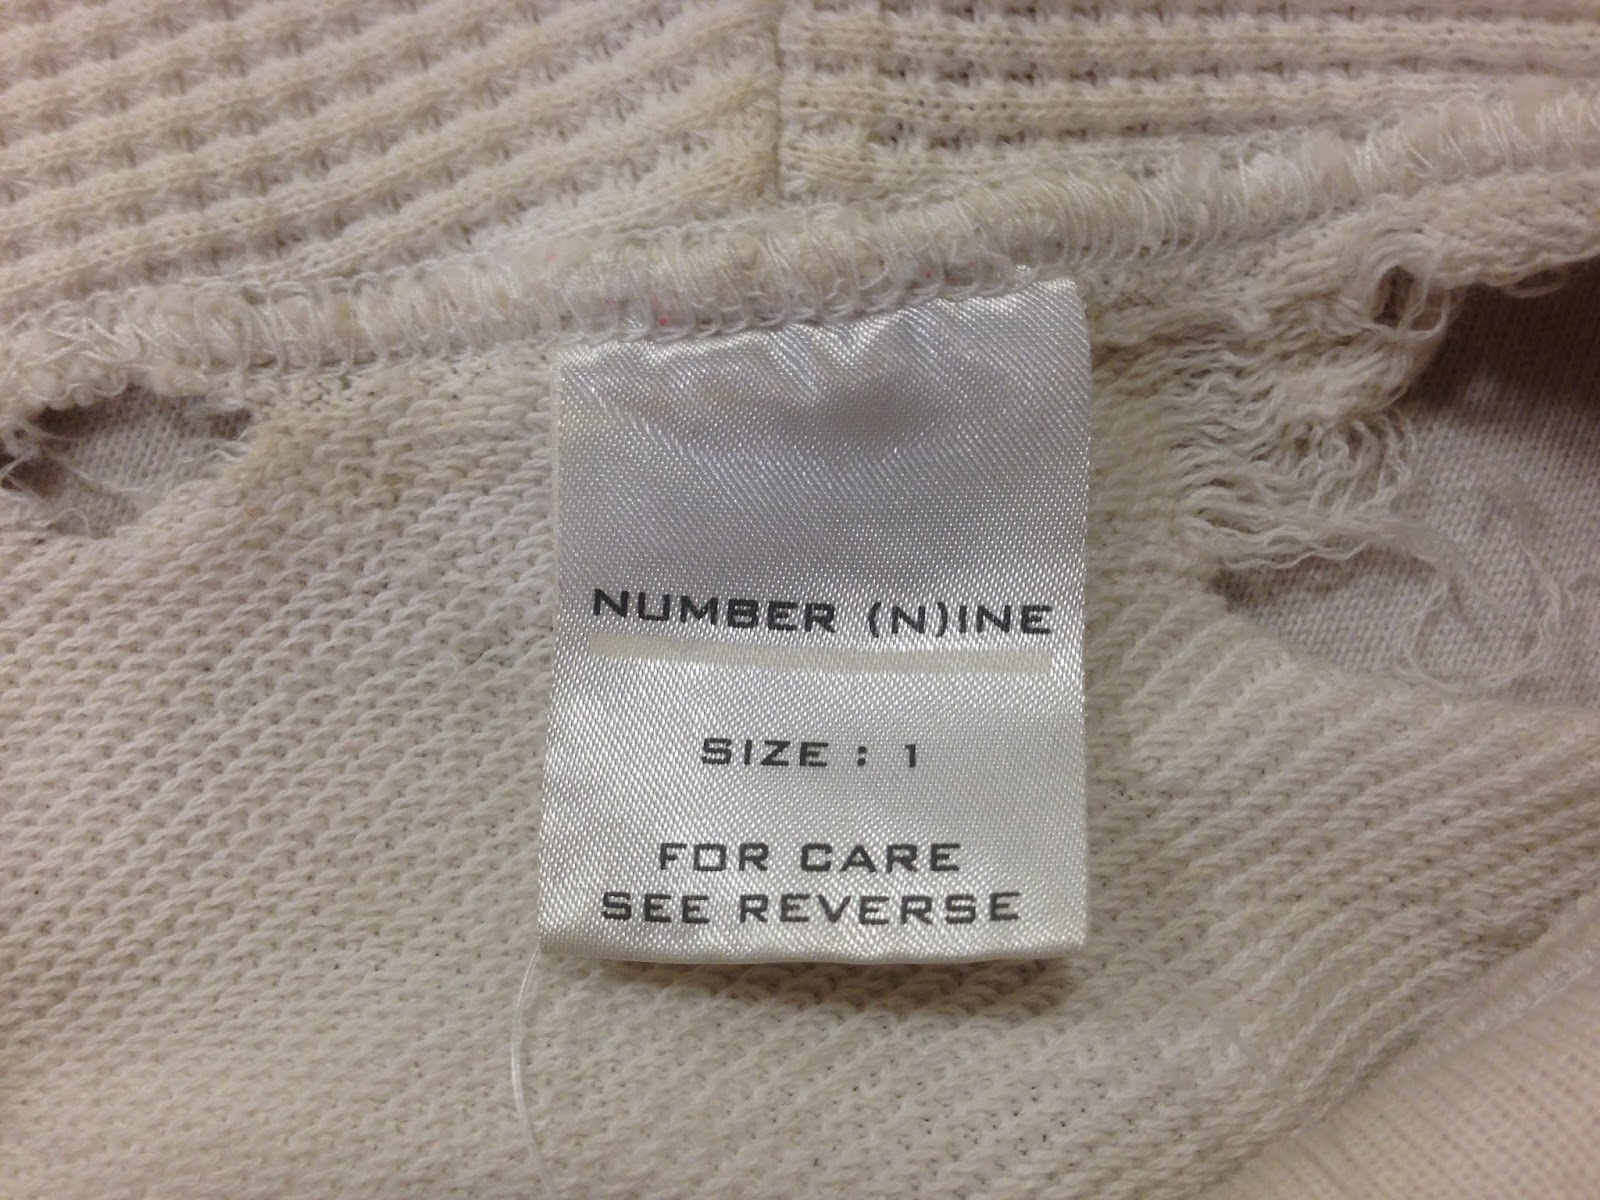 NUMBER (N)INE
SIZE : 1
FOR CARE
SEE REVERSE